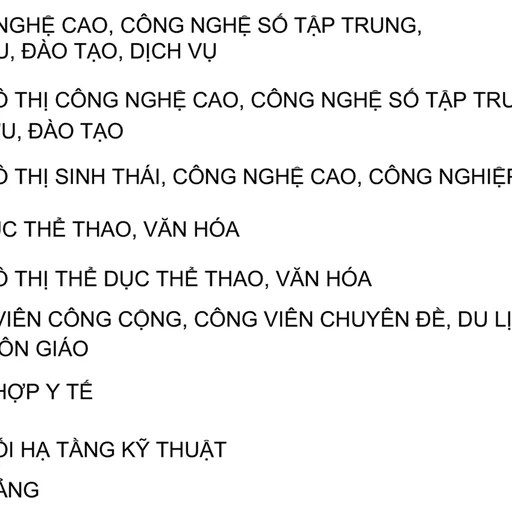 NGHỆ CAO, CÔNG NGHỆ SỐ TẬP TRUNG,
U, ĐÀO TẠO, DỊCH VỤ
Ô THỊ CÔNG NGHỆ CAO, CÔNG NGHỆ SỐ TẬP TRU
ỨU, ĐÀO TẠO
Ô THỊ SINH THÁI, CÔNG NGHỆ CAO, CÔNG NGHIỆP
ỤC THỂ THAO, VĂN HÓA
Ô THỊ THỂ DỤC THỂ THAO, VĂN HÓA
VIÊN CÔNG CỘNG, CÔNG VIÊN CHUYÊN ĐỀ, DU LỊ
ÔN GIÁO
HỢP Y TẾ
ỐI HẠ TẦNG KỸ THUẬT
ẢNG